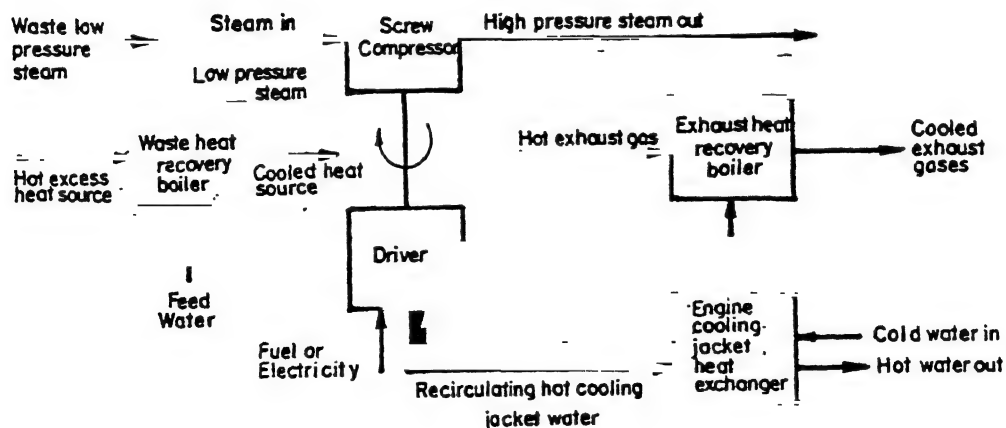 Waste low
pressure
steam
Steam in
Low pressure
steam
Screw
Compressor
High pressure steam out
Hot excess
heat source
Waste heat
recovery
boiler
Cooled heat
source
Feed
Water
Driver
Fuel or
Electricity
Hot exhaust gas
Exhaust heat
recovery
boiler
Cooled
exhaust
gases
Recirculating hot cooling
jacket water
Engine
cooling-
jacket
heat
exchanger
Cold water in
Hot water out